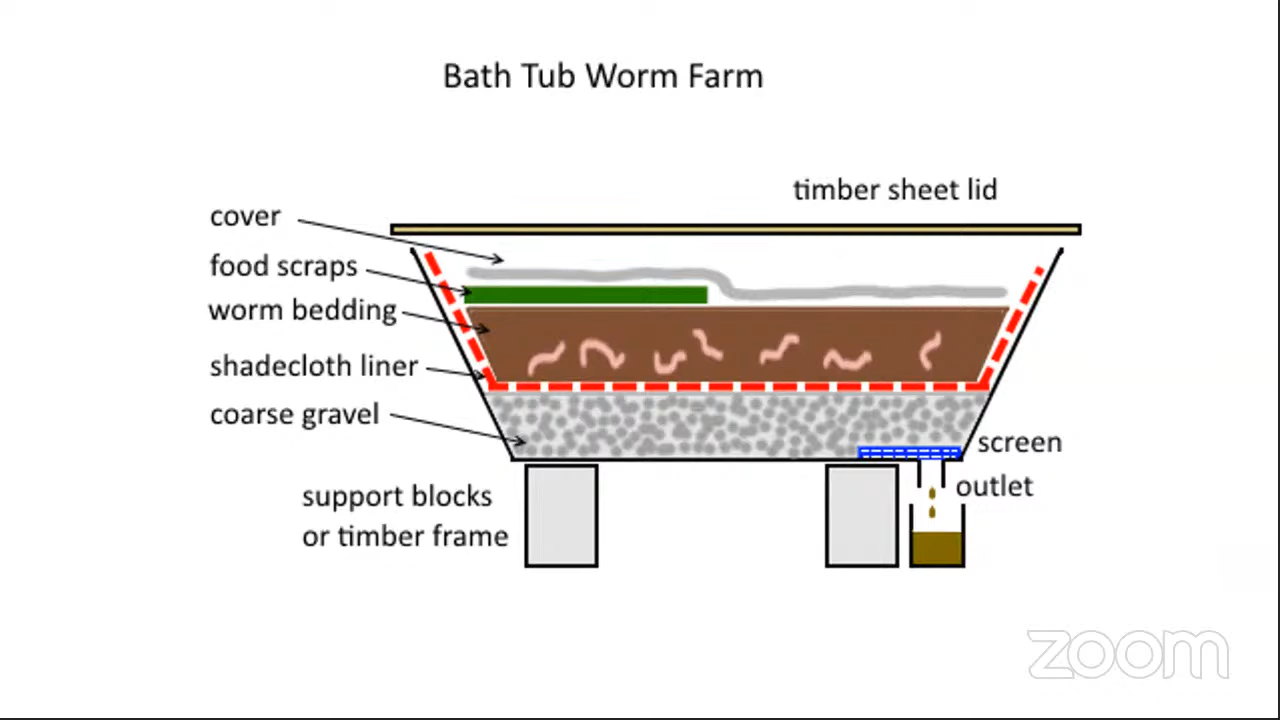 Bath Tub Worm Farm
timber sheet lid
cover
food scraps
worm bedding
shadecloth liner
coarse gravel
screen
outlet
support blocks
or timber frame
zoom